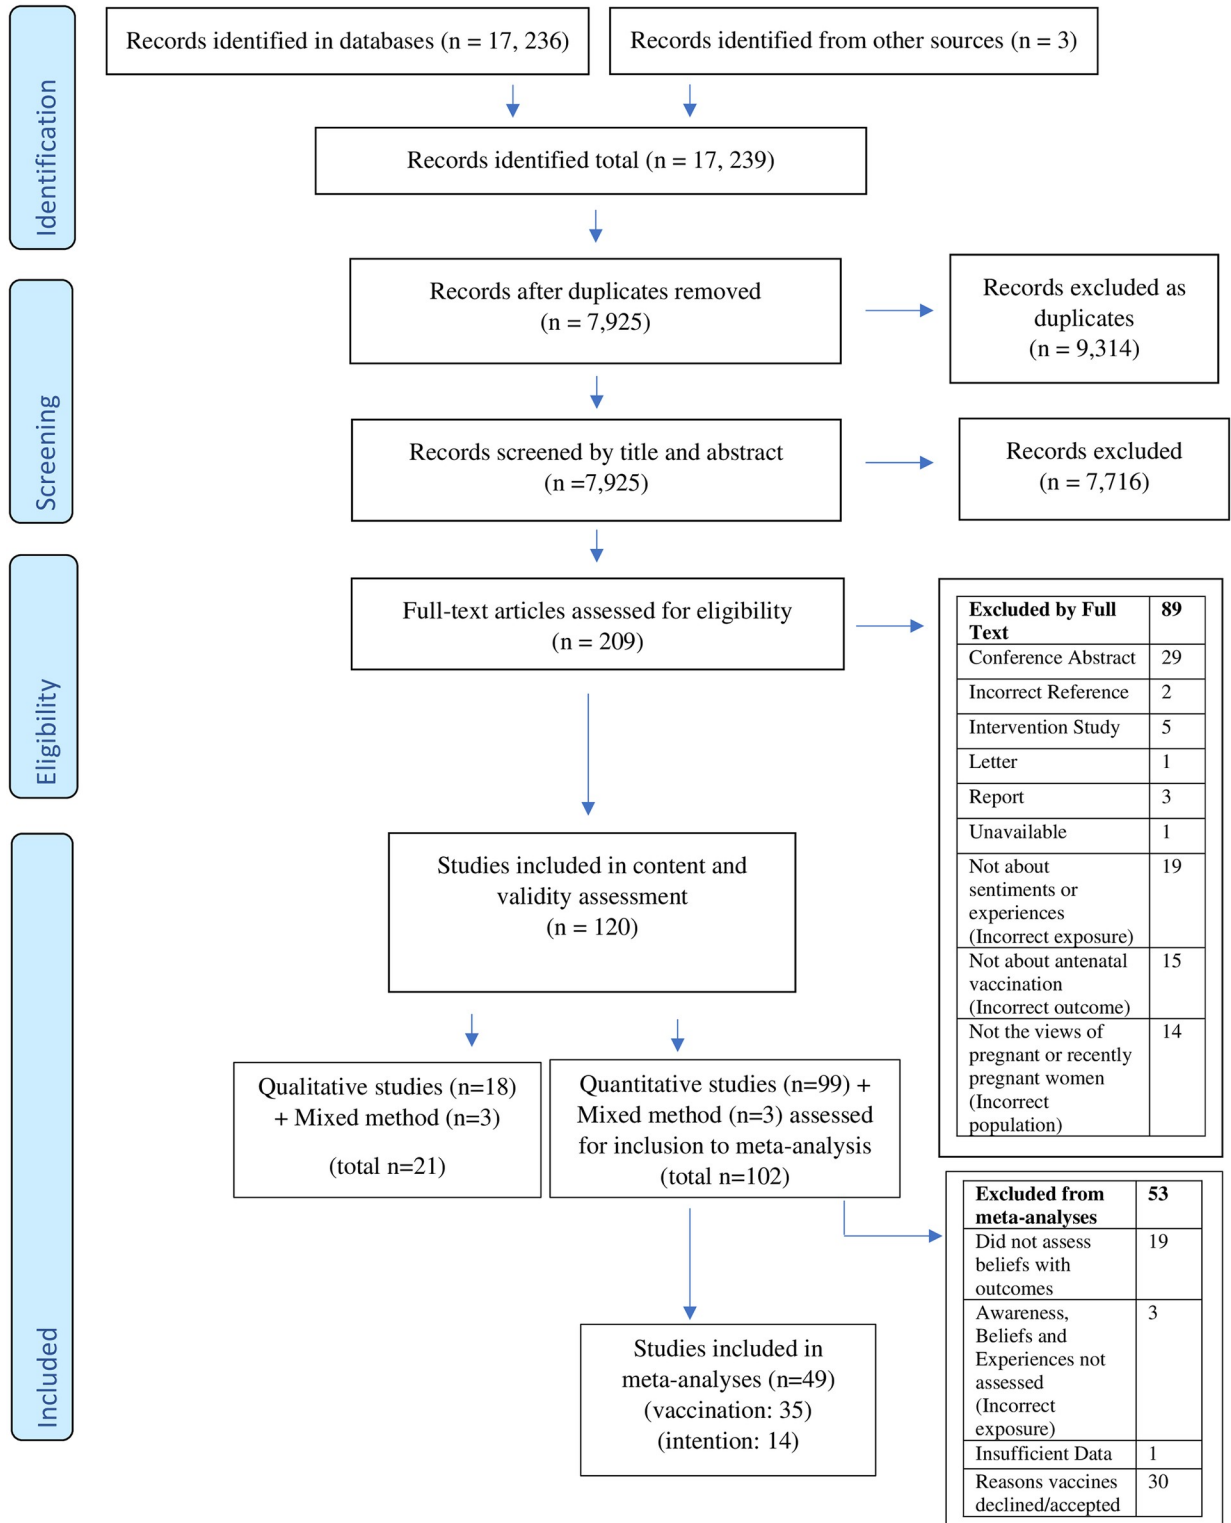 Identification
Records identified in databases (n = 17, 236)
Records identified from other sources (n = 3)
Records identified total (n = 17, 239)
Screening
Records after duplicates removed
(n = 7,925)
Records excluded as
duplicates
(n = 9,314)
Records screened by title and abstract
(n =7,925)
Records excluded
(n = 7,716)
Eligibility
Full-text articles assessed for eligibility
(n = 209)
Excluded by Full 89
Text
Conference Abstract 29
Incorrect Reference 2
Intervention Study 5
Letter 1
Report 3
Unavailable 1
Not about 19
sentiments or
experiences
(Incorrect exposure)
Not about antenatal 15
vaccination
(Incorrect outcome)
Not the views of 14
pregnant or recently
pregnant women
(Incorrect
population)
Included
Studies included in content and
validity assessment
(n = 120)
Qualitative studies (n=18)
+ Mixed method (n=3)
(total n=21)
Quantitative studies (n=99) +
Mixed method (n=3) assessed
for inclusion to meta-analysis
(total n=102)
Excluded from 53
meta-analyses
Did not assess 19
beliefs with
outcomes
Awareness, 3
Beliefs and
Experiences not
assessed
(Incorrect
exposure)
Insufficient Data 1
Reasons vaccines 30
declined/accepted
Studies included in
meta-analyses (n=49)
(vaccination: 35)
(intention: 14)